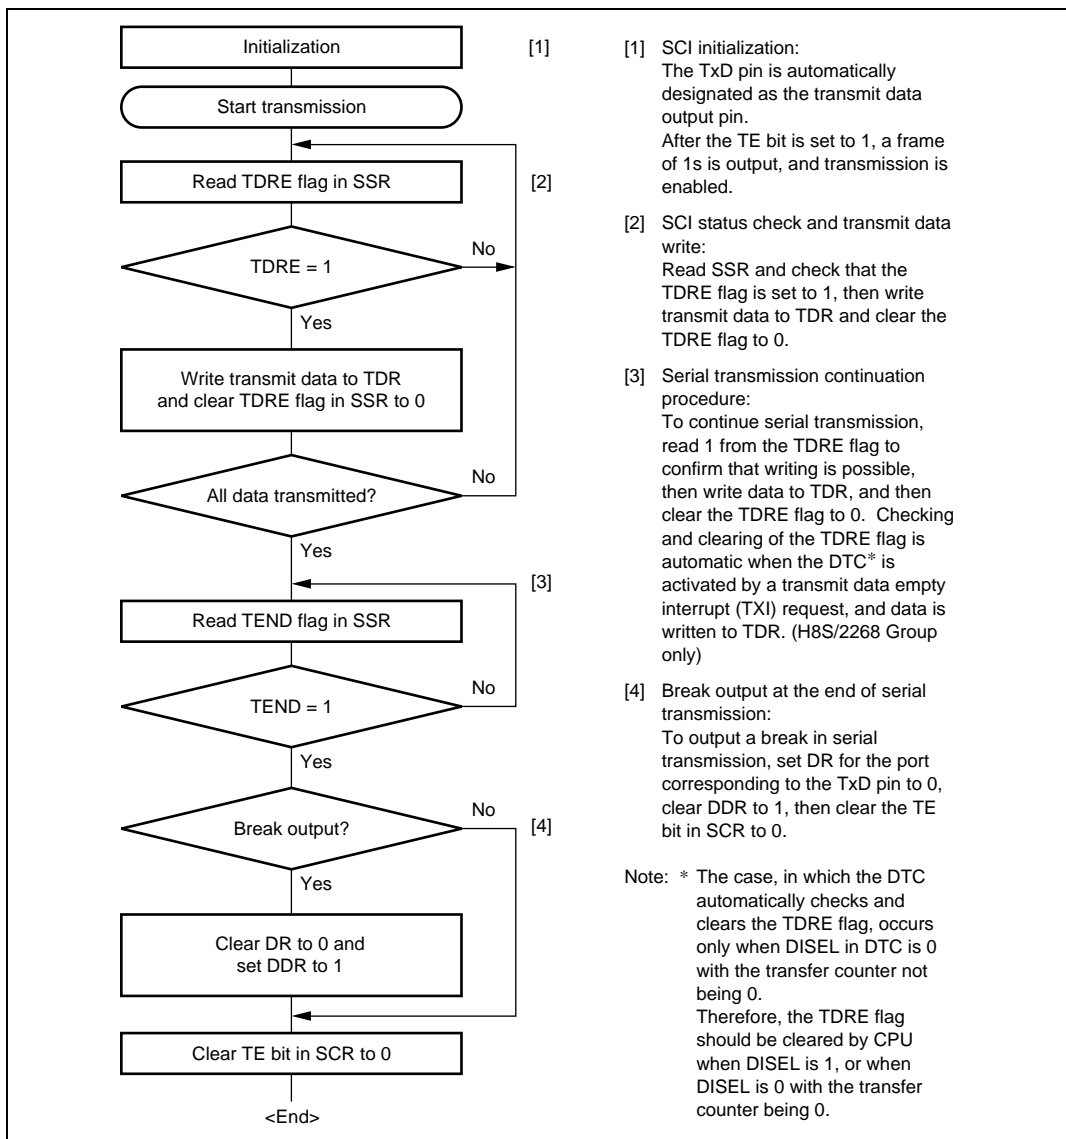 Initialization [1]
Start transmission
Read TDRE flag in SSR [2]
No
TDRE = 1
Yes
Write transmit data to TDR
and clear TDRE flag in SSR to 0
No
All data transmitted?
Yes
[3]
Read TEND flag in SSR
No
TEND = 1
Yes
No
Break output? [4]
Yes
Clear DR to 0 and
set DDR to 1
Clear TE bit in SCR to 0
<End>
[1] SCI initialization:
The TxD pin is automatically
designated as the transmit data
output pin.
After the TE bit is set to 1, a frame
of 1s is output, and transmission is
enabled.
[2] SCI status check and transmit data
write:
Read SSR and check that the
TDRE flag is set to 1, then write
transmit data to TDR and clear the
TDRE flag to 0.
[3] Serial transmission continuation
procedure:
To continue serial transmission,
read 1 from the TDRE flag to
confirm that writing is possible,
then write data to TDR, and then
clear the TDRE flag to 0. Checking
and clearing of the TDRE flag is
automatic when the DTC* is
activated by a transmit data empty
interrupt (TXI) request, and data is
written to TDR. (H8S/2268 Group
only)
[4] Break output at the end of serial
transmission:
To output a break in serial
transmission, set DR for the port
corresponding to the TxD pin to 0,
clear DDR to 1, then clear the TE
bit in SCR to 0.
Note: * The case, in which the DTC
automatically checks and
clears the TDRE flag, occurs
only when DISEL in DTC is 0
with the transfer counter not
being 0.
Therefore, the TDRE flag
should be cleared by CPU
when DISEL is 1, or when
DISEL is 0 with the transfer
counter being 0.